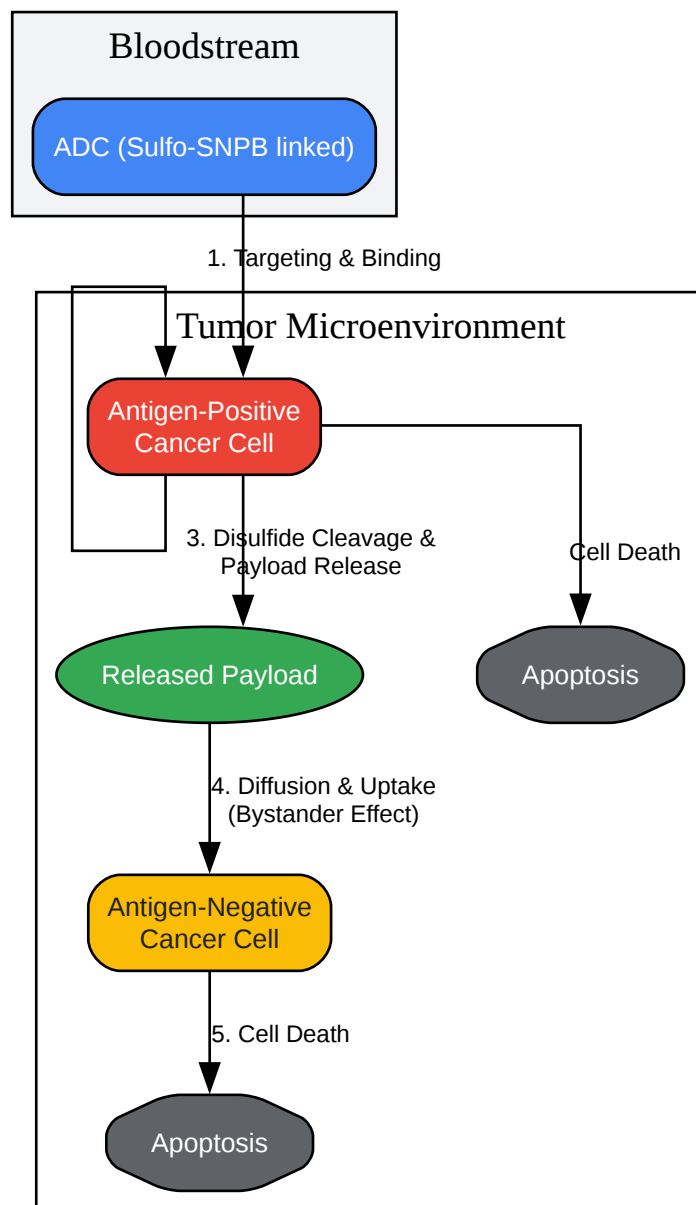 Bloodstream
ADC (Sulfo-SNPB linked)
1. Targeting & Binding
Tumor Microenvironment
Antigen-Positive
Cancer Cell
3. Disulfide Cleavage &
Payload Release
Cell Death
Released Payload
Apoptosis
4. Diffusion & Uptake
(Bystander Effect)
Antigen-Negative
Cancer Cell
5. Cell Death
Apoptosis